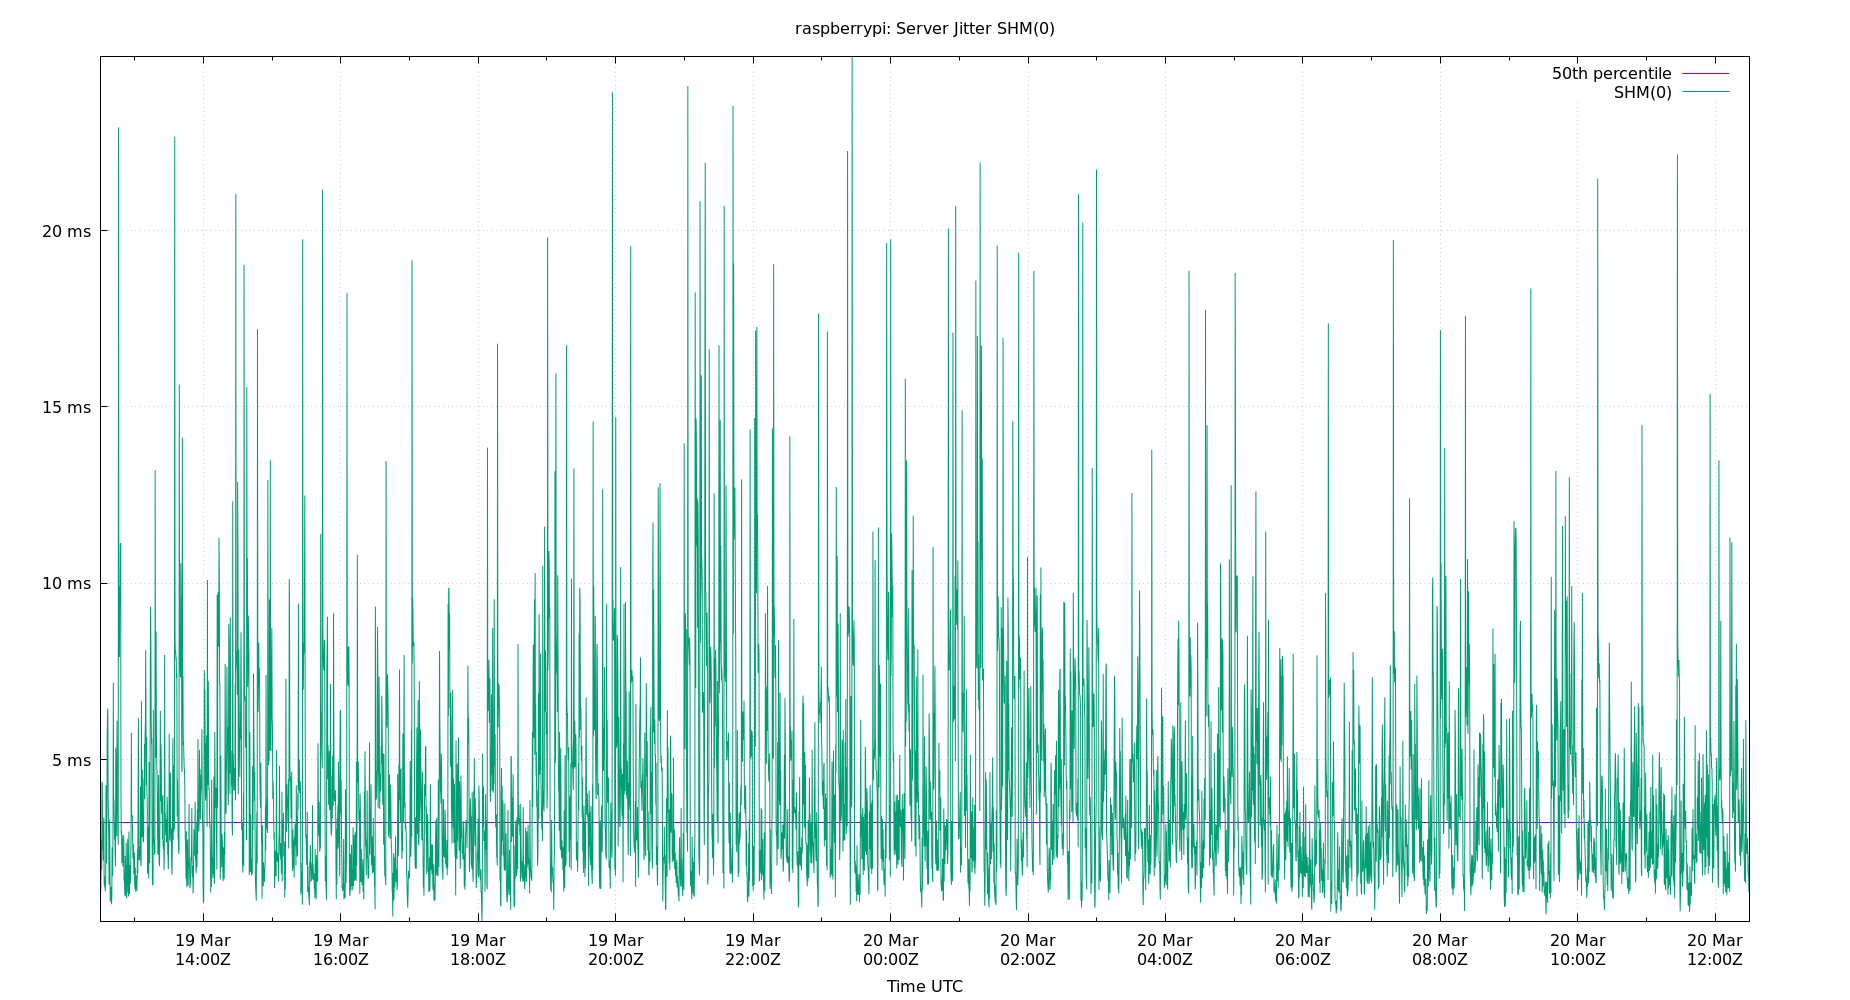 raspberrypi: Server Jitter SHM(0)
50th percentile
SHM(0)
20 ms
15 ms
10 ms
5 ms
19 Mar 19 Mar 19 Mar 19 Mar 19 Mar 20 Mar 20 Mar 20 Mar 20 Mar 20 Mar 20 Mar 20 Mar
14:00Z 16:00Z 18:00Z 20:00Z 22:00Z 00:00Z 02:00Z 04:00Z 06:00Z 08:00Z 10:00Z 12:00Z
Time UTC